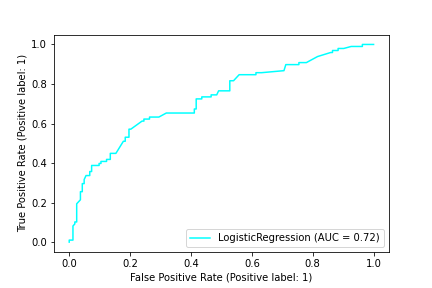 True Positive Rate (Positive label: 1)
1.0
0.8
0.6
0.4
0.2
0.0
LogisticRegression (AUC = 0.72)
0.0 0.2 0.4 0.6 0.8 1.0
False Positive Rate (Positive label: 1)